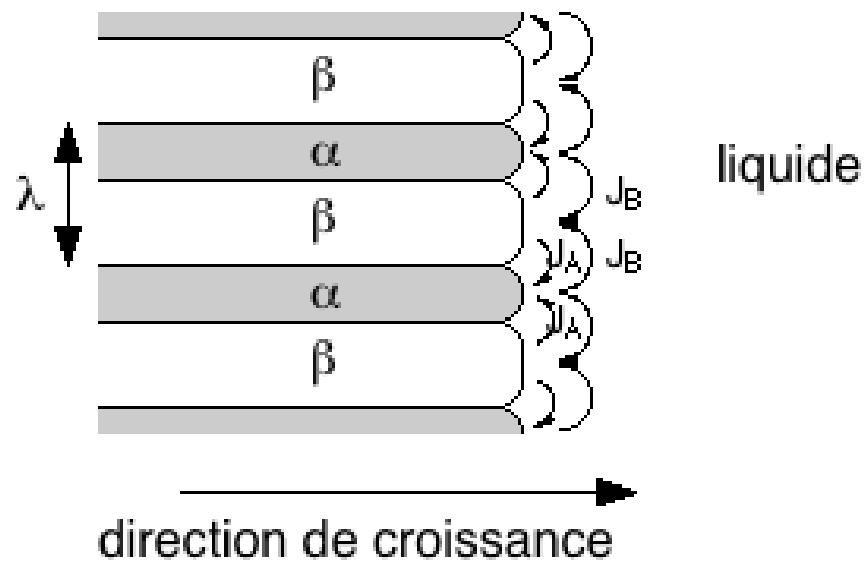 β
α
liquide
λ
J_B
β
J_A J_B
α
J_A
β
direction de croissance